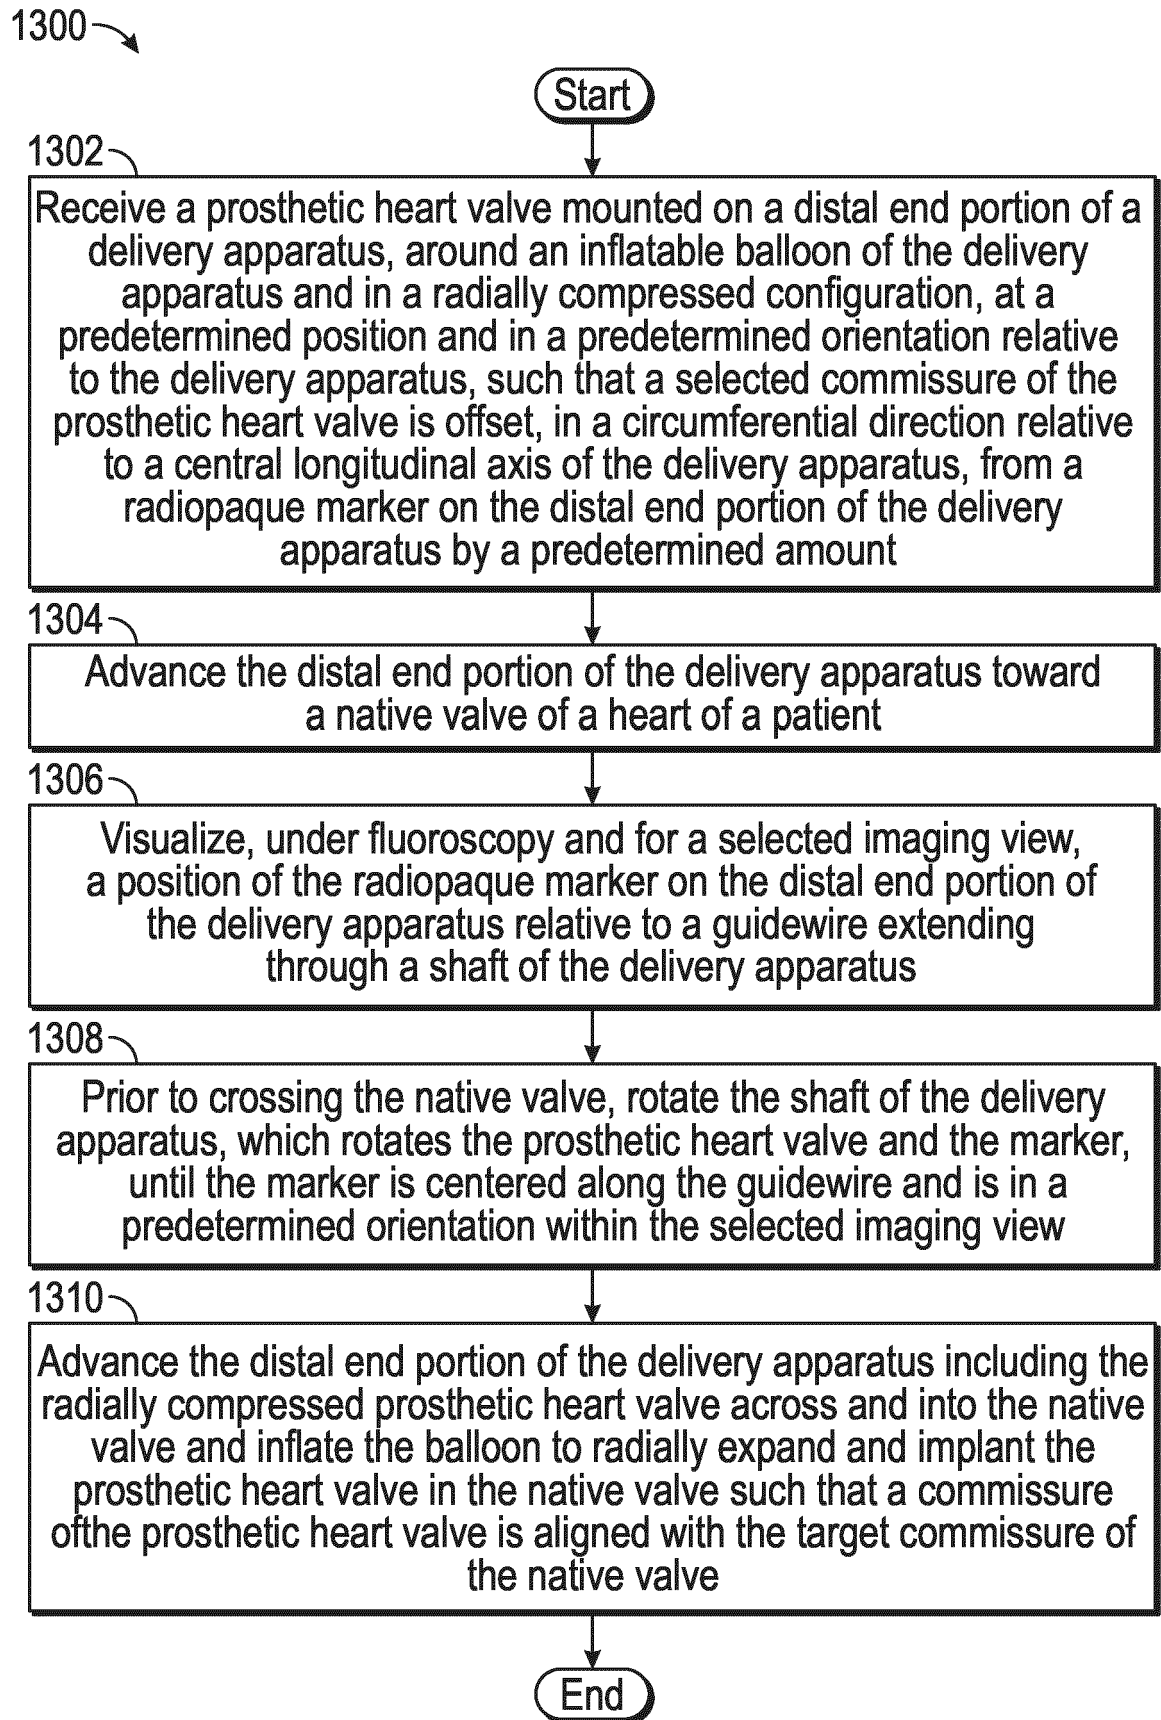 1300
Start
1302
Receive a prosthetic heart valve mounted on a distal end portion of a
delivery apparatus, around an inflatable balloon of the delivery
apparatus and in a radially compressed configuration, at a
predetermined position and in a predetermined orientation relative
to the delivery apparatus, such that a selected commissure of the
prosthetic heart valve is offset, in a circumferential direction relative
to a central longitudinal axis of the delivery apparatus, from a
radiopaque marker on the distal end portion of the delivery
apparatus by a predetermined amount
1304
Advance the distal end portion of the delivery apparatus toward
a native valve of a heart of a patient
1306
Visualize, under fluoroscopy and for a selected imaging view,
a position of the radiopaque marker on the distal end portion of
the delivery apparatus relative to a guidewire extending
through a shaft of the delivery apparatus
1308
Prior to crossing the native valve, rotate the shaft of the delivery
apparatus, which rotates the prosthetic heart valve and the marker,
until the marker is centered along the guidewire and is in a
predetermined orientation within the selected imaging view
1310
Advance the distal end portion of the delivery apparatus including the
radially compressed prosthetic heart valve across and into the native
valve and inflate the balloon to radially expand and implant the
prosthetic heart valve in the native valve such that a commissure
ofthe prosthetic heart valve is aligned with the target commissure of
the native valve
End